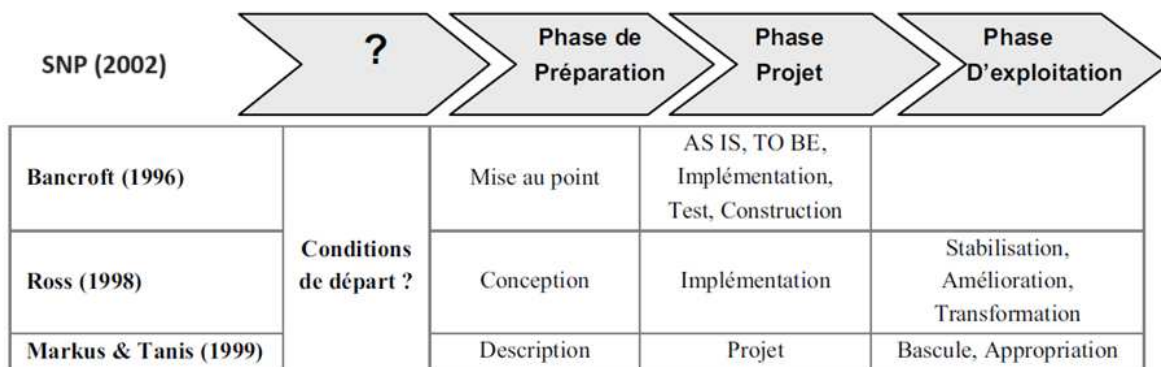 SNP (2002)
?
Phase de
Préparation
Phase
Projet
Phase
D'exploitation
Bancroft (1996)
Conditions
de départ ?
Mise au point
AS IS, TO BE,
Implémentation,
Test, Construction
Ross (1998)
Conception
Implémentation
Stabilisation,
Amélioration,
Transformation
Markus & Tanis (1999)
Description
Projet
Bascule, Appropriation